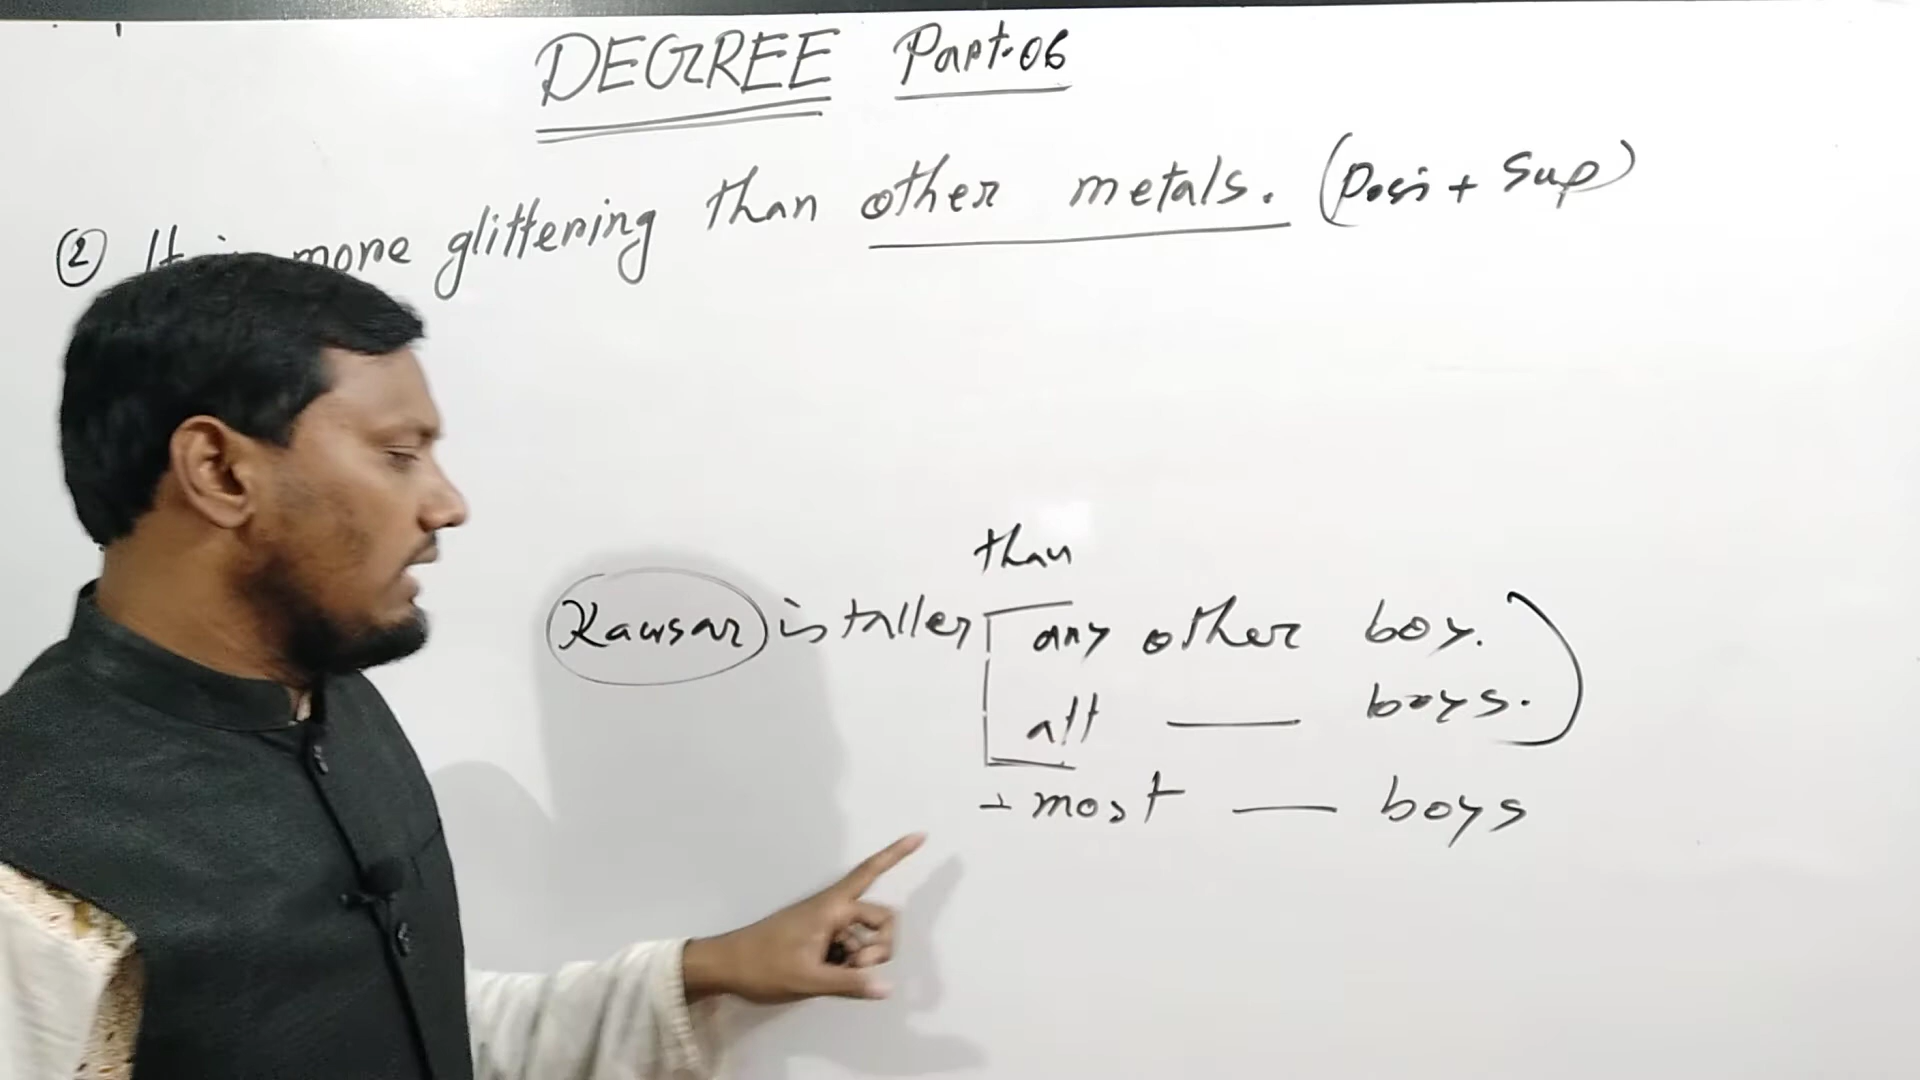 DEGREE Part-06
② It is more glittering than other metals. (Posi + Sup)
than
Kawsar is taller any other boy.
all — boys.
most — boys